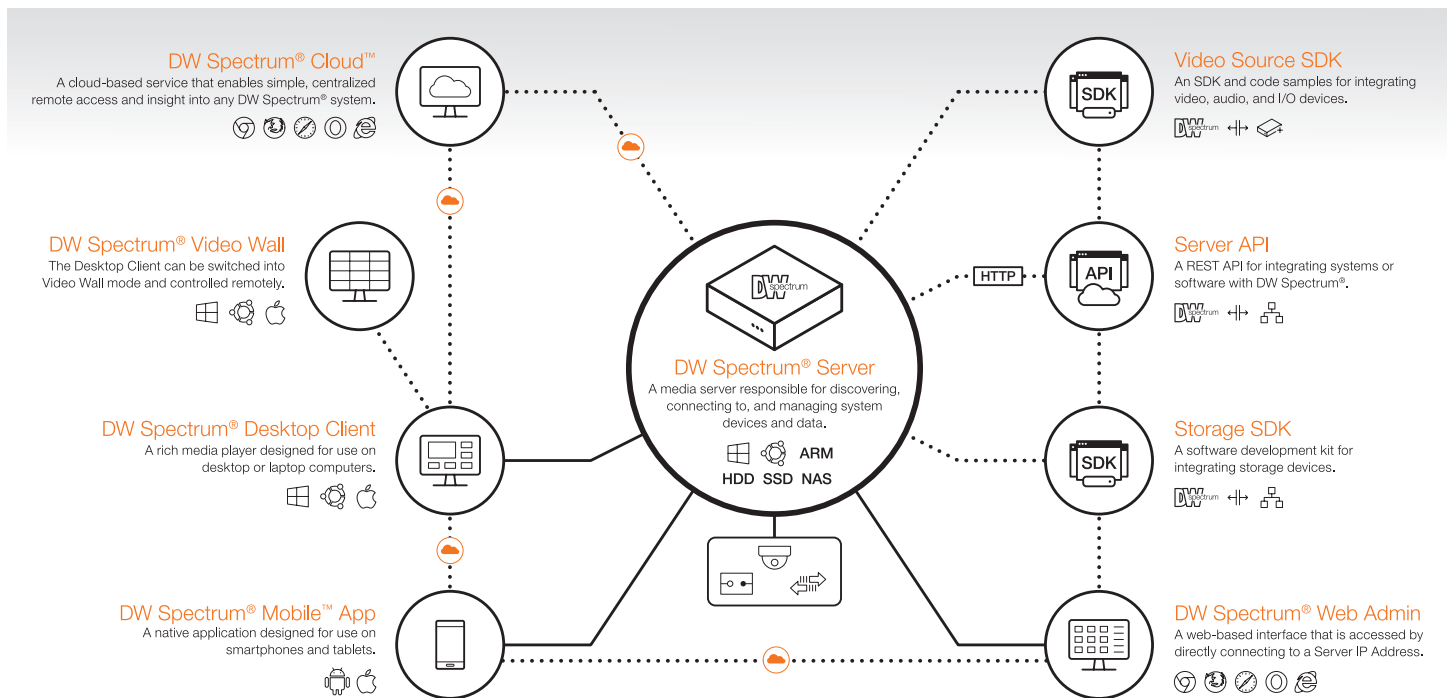 DW Spectrum® Cloud™
A cloud-based service that enables simple, centralized
remote access and insight into any DW Spectrum® system.
DW Spectrum® Video Wall
The Desktop Client can be switched into
Video Wall mode and controlled remotely.
DW Spectrum® Desktop Client
A rich media player designed for use on
desktop or laptop computers.
DW Spectrum® Mobile™ App
A native application designed for use on
smartphones and tablets.
DW spectrum
DW Spectrum® Server
A media server responsible for discovering,
connecting to, and managing system
devices and data.
ARM
HDD SSD NAS
SDK
Video Source SDK
An SDK and code samples for integrating
video, audio, and I/O devices.
DW spectrum
HTTP
API
Server API
A REST API for integrating systems or
software with DW Spectrum®.
DW spectrum
SDK
Storage SDK
A software development kit for
integrating storage devices.
DW spectrum
DW Spectrum® Web Admin
A web-based interface that is accessed by
directly connecting to a Server IP Address.